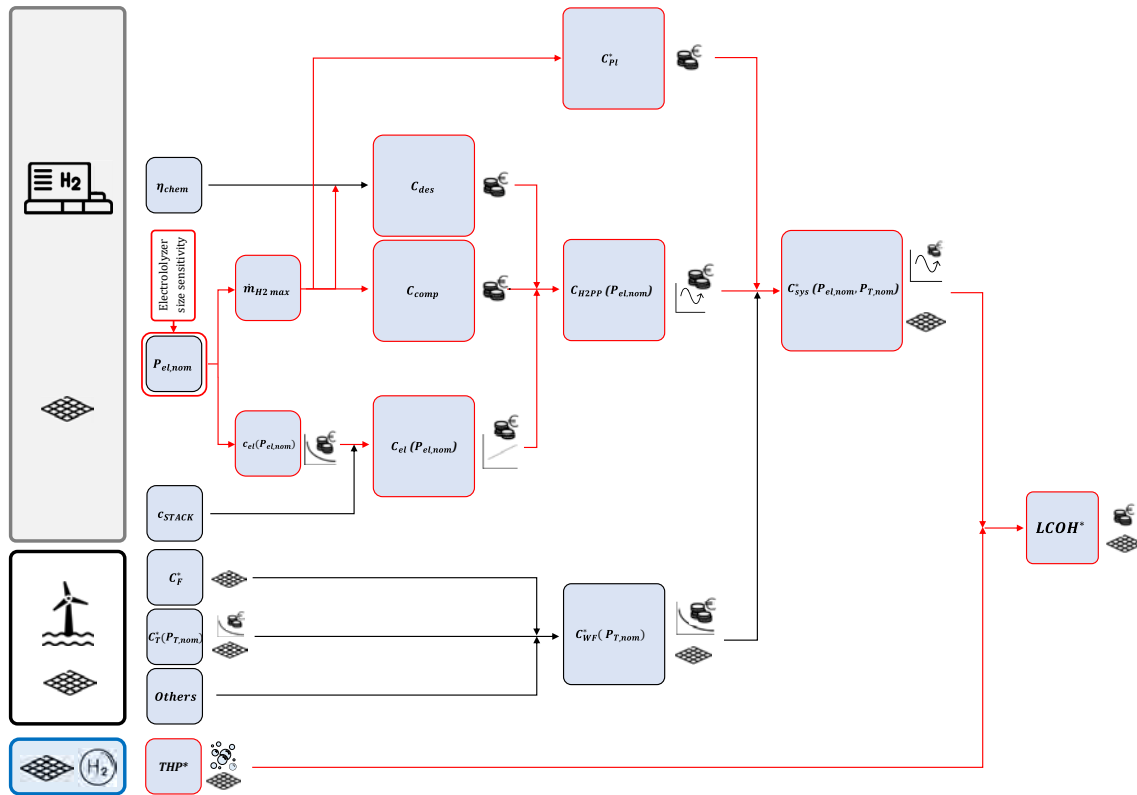 C*Pl
H2
ηchem
Cdes
Electrololyzer
size sensitivity
ṁH2 max
Ccomp
CH2PP (Pel,nom)
C*sys (Pel,nom, PT,nom)
Pel,nom
cel(Pel,nom)
Cel (Pel,nom)
cSTACK
LCOH*
C*F
C*T(PT,nom)
C*WF( PT,nom)
Others
H2
THP*